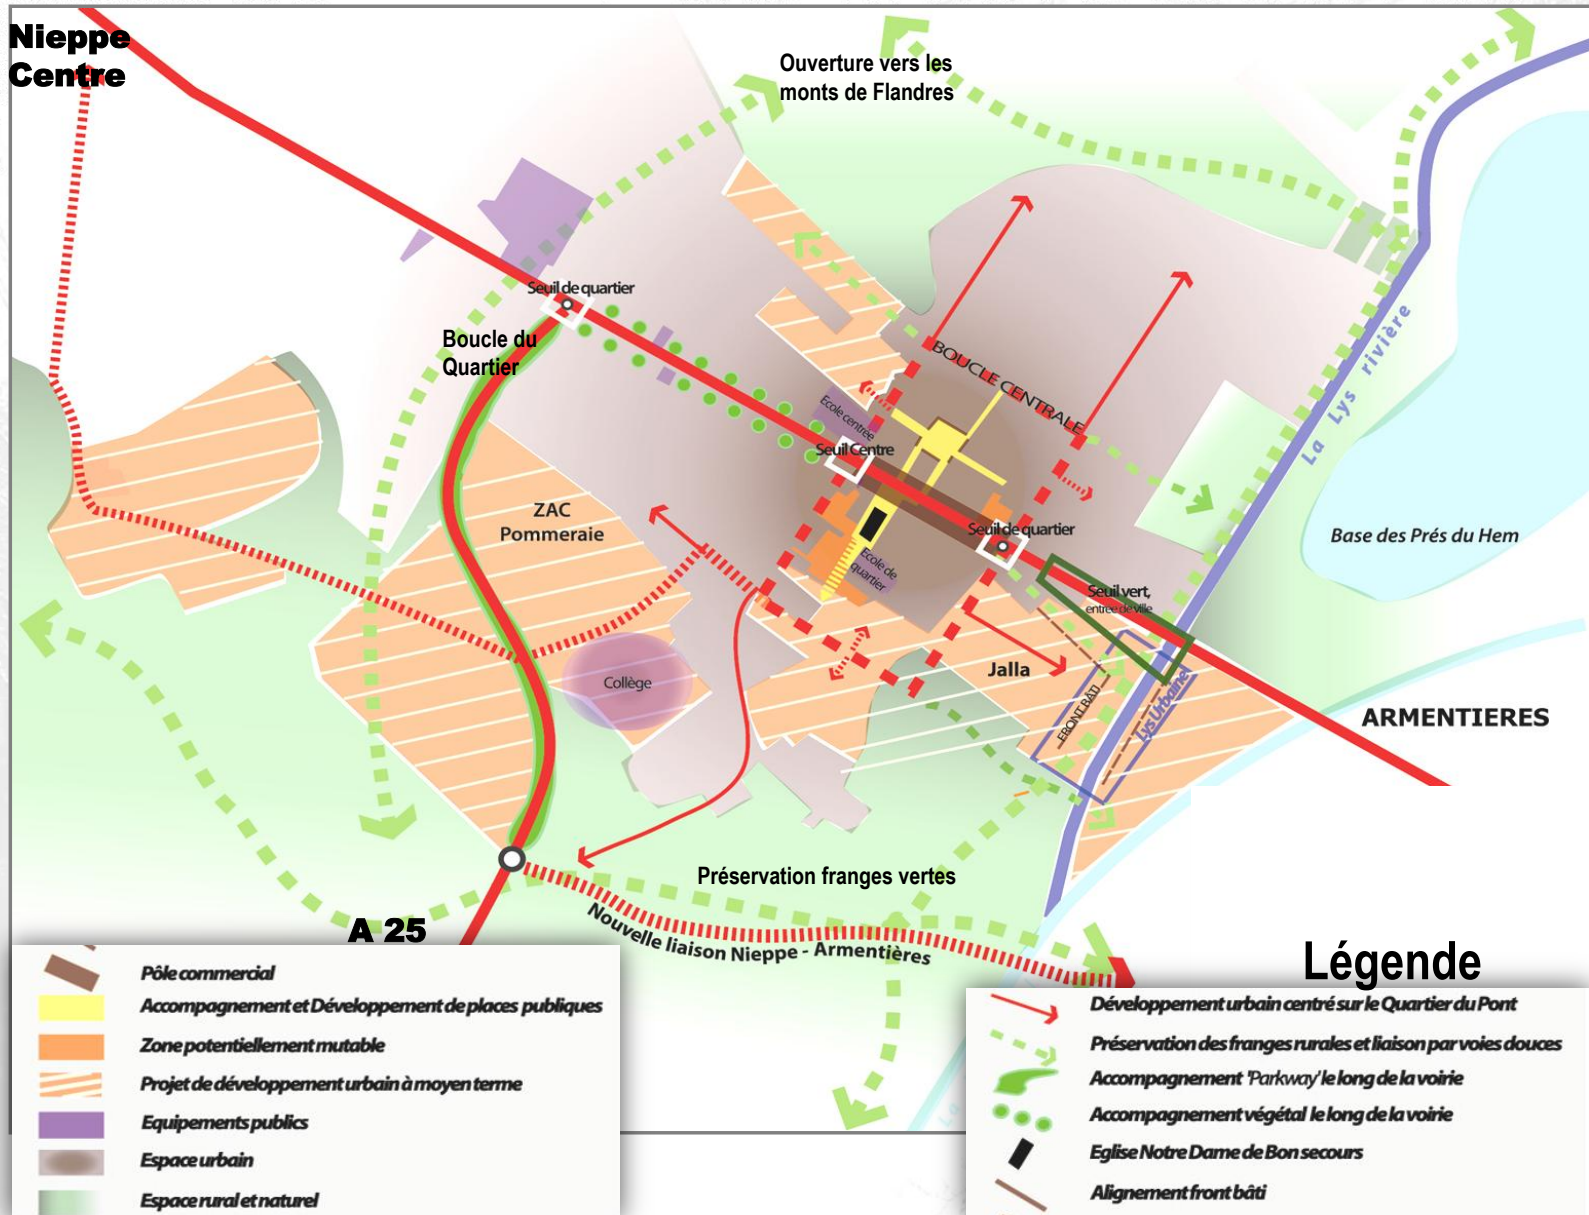 Nieppe
Centre
Ouverture vers les
monts de Flandres
Seuil de quartier
Boucle du
Quartier
BOUCLE CENTRALE
Ecole centrée
Seuil Centre
La Lys rivière
ZAC
Pommeraie
Seuil de quartier
Base des Prés du Hem
Ecole de
quartier
Seuil vert,
entrée de ville
Collège
Jalla
FRONT BÂTI
Lys Urbaine
ARMENTIERES
Préservation franges vertes
A 25
Nouvelle liaison Nieppe - Armentières
La
Légende
Pôle commercial
Accompagnement et Développement de places publiques
Zone potentiellement mutable
Projet de développement urbain à moyen terme
Equipements publics
Espace urbain
Espace rural et naturel
Développement urbain centré sur le Quartier du Pont
Préservation des franges rurales et liaison par voies douces
Accompagnement 'Parkway' le long de la voirie
Accompagnement végétal le long de la voirie
Eglise Notre Dame de Bon secours
Alignement front bâti